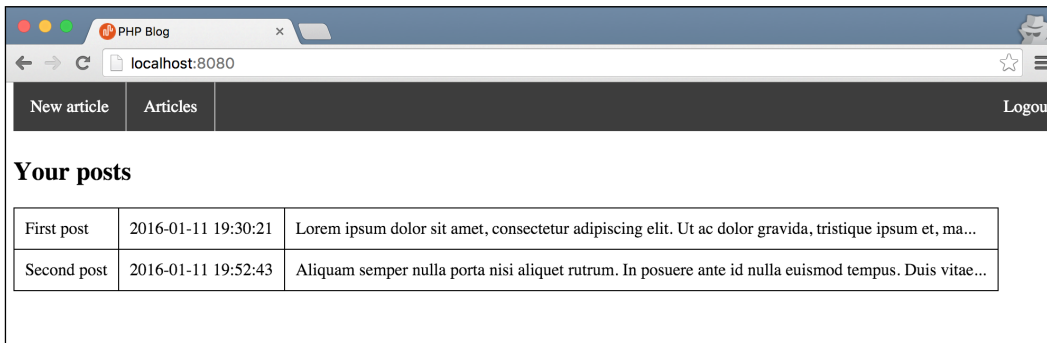 PHP Blog
localhost:8080
New article Articles Logou
Your posts
First post 2016-01-11 19:30:21 Lorem ipsum dolor sit amet, consectetur adipiscing elit. Ut ac dolor gravida, tristique ipsum et, ma...
Second post 2016-01-11 19:52:43 Aliquam semper nulla porta nisi aliquet rutrum. In posuere ante id nulla euismod tempus. Duis vitae...